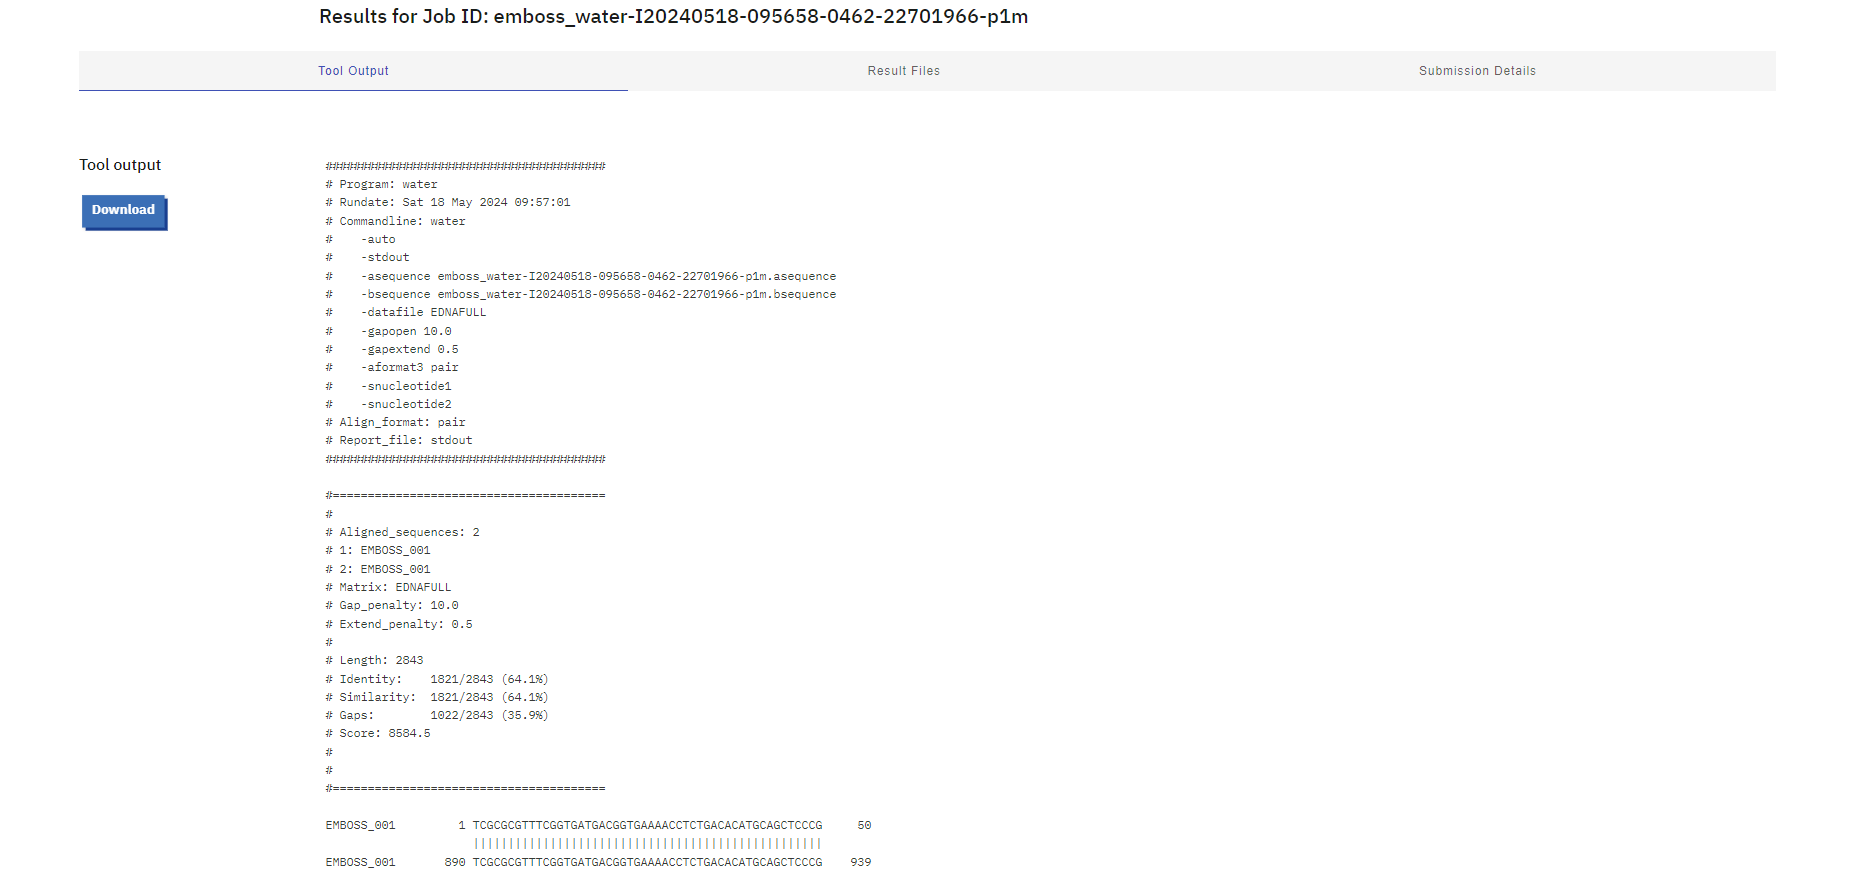 Results for Job ID: emboss_water-I20240518-095658-0462-22701966-p1m
Tool Output
Result Files
Submission Details
Tool output
Download
########################################
# Program: water
# Rundate: Sat 18 May 2024 09:57:01
# Commandline: water
#    -auto
#    -stdout
#    -asequence emboss_water-I20240518-095658-0462-22701966-p1m.asequence
#    -bsequence emboss_water-I20240518-095658-0462-22701966-p1m.bsequence
#    -datafile EDNAFULL
#    -gapopen 10.0
#    -gapextend 0.5
#    -aformat3 pair
#    -snucleotide1
#    -snucleotide2
# Align_format: pair
# Report_file: stdout
########################################
#=======================================
#
# Aligned_sequences: 2
# 1: EMBOSS_001
# 2: EMBOSS_001
# Matrix: EDNAFULL
# Gap_penalty: 10.0
# Extend_penalty: 0.5
#
# Length: 2843
# Identity:    1821/2843 (64.1%)
# Similarity:  1821/2843 (64.1%)
# Gaps:        1022/2843 (35.9%)
# Score: 8584.5
#
#
#=======================================
EMBOSS_001         1 TCGCGCGTTTCGGTGATGACGGTGAAAACCTCTGACACATGCAGCTCCCG     50
||||||||||||||||||||||||||||||||||||||||||||||||||
EMBOSS_001       890 TCGCGCGTTTCGGTGATGACGGTGAAAACCTCTGACACATGCAGCTCCCG    939